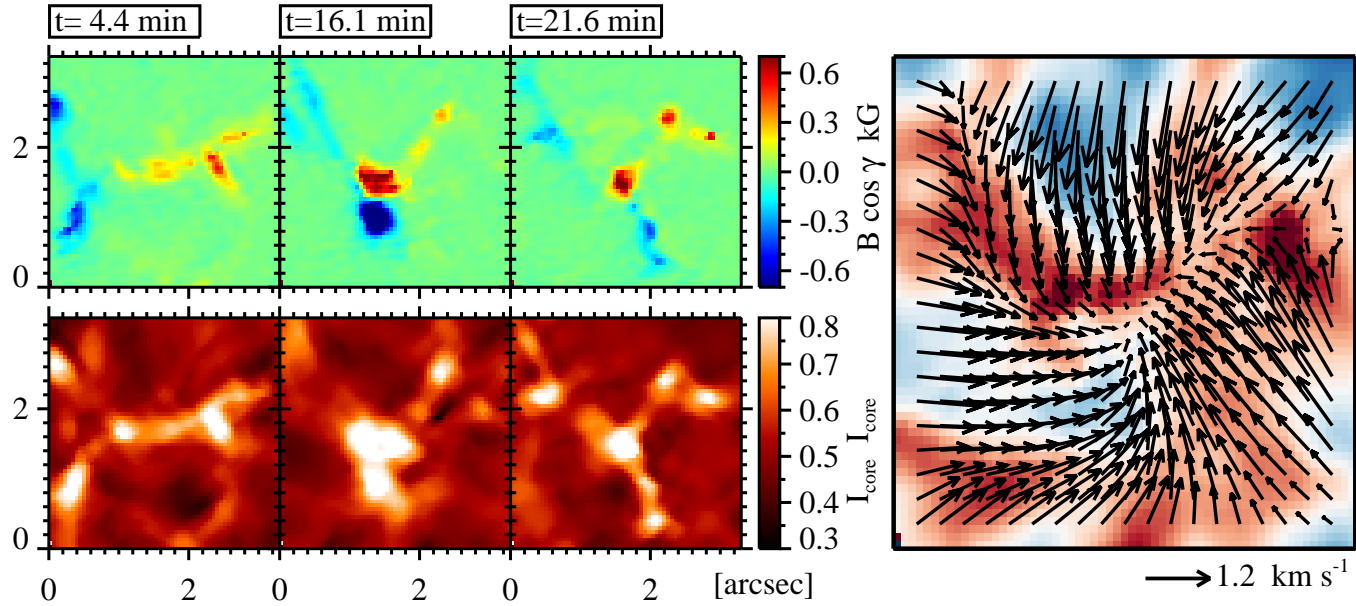 t= 4.4 min
t=16.1 min
t=21.6 min
2
0
0.6
0.3
0.0
-0.3
-0.6
B cos γ kG
2
0
0.8
0.7
0.6
0.5
0.4
0.3
I_core I_core
0 2 0 2 0 2 [arcsec]
1.2 km s⁻¹